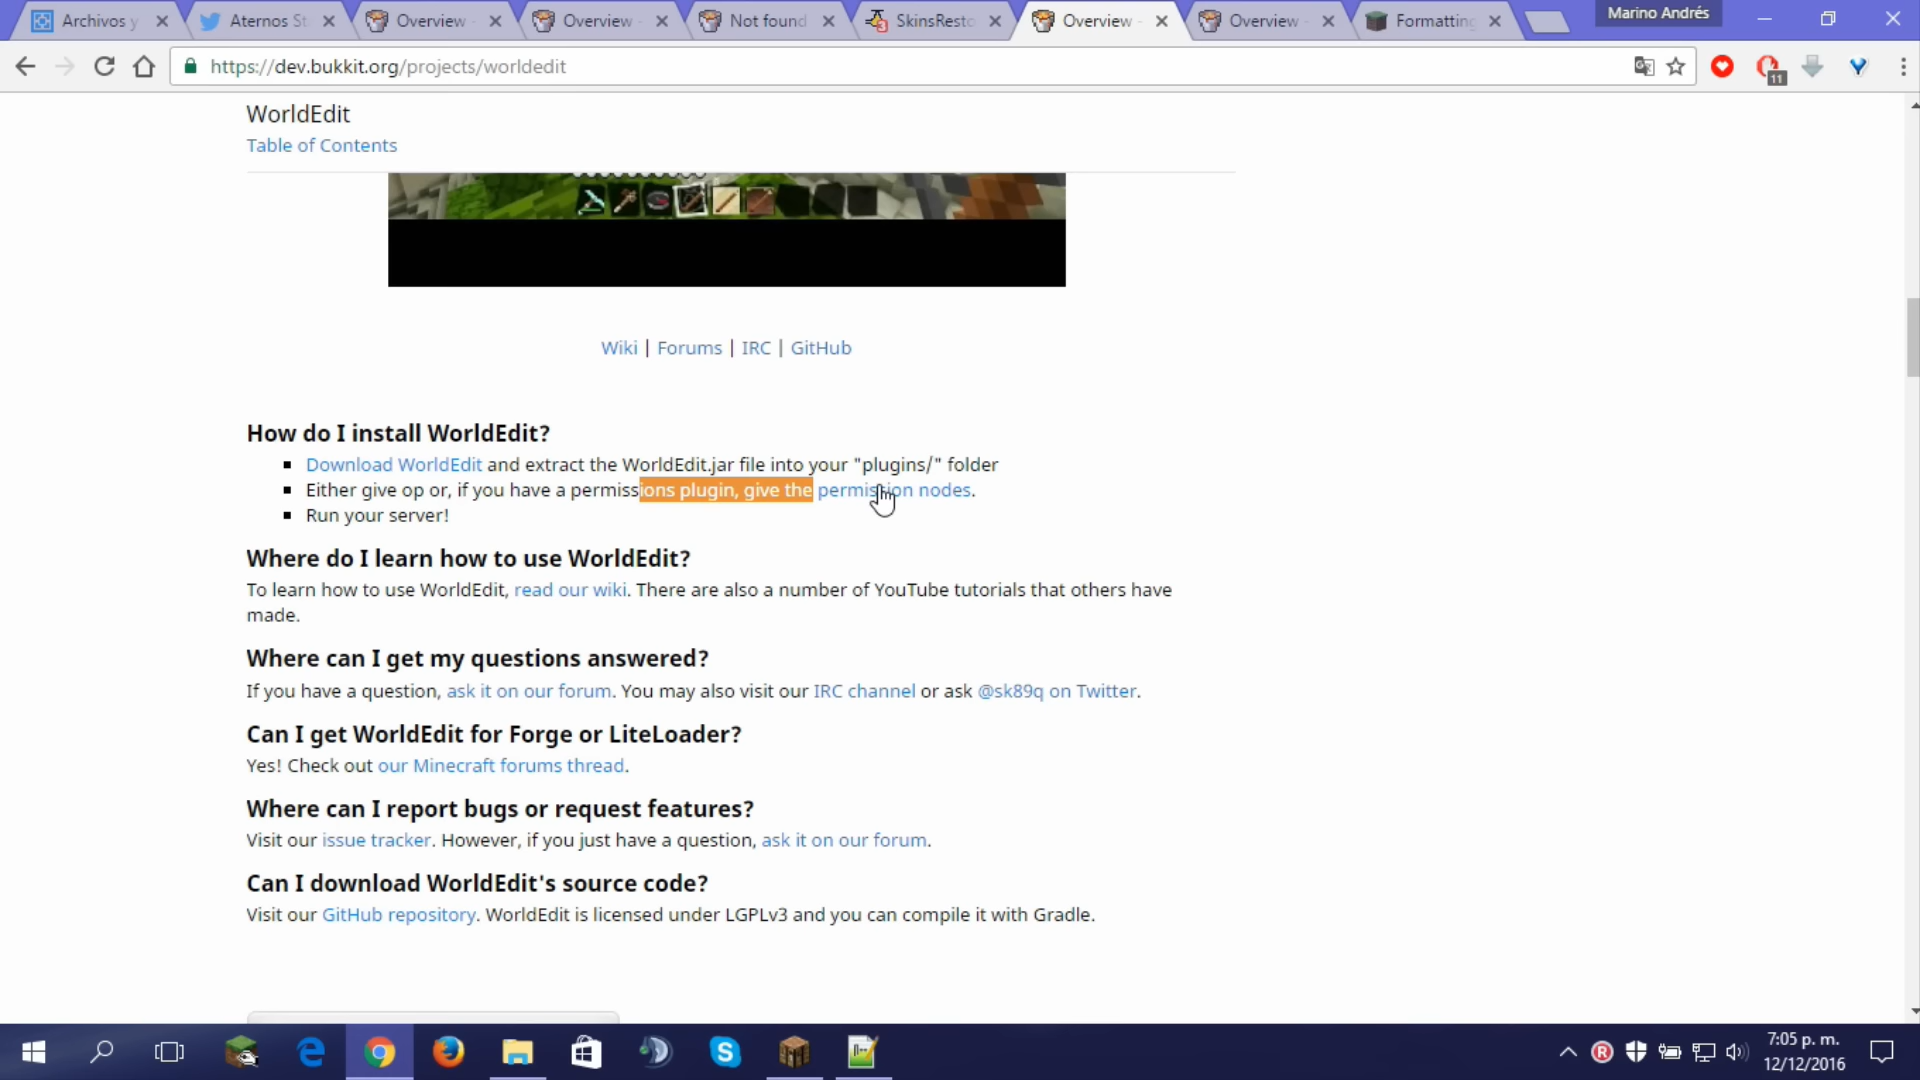 Archivos y
Aternos St
Overview -
Overview -
Not found
SkinsResto
Overview -
Overview -
Formatting
Marino Andrés
https://dev.bukkit.org/projects/worldedit
11
WorldEdit
Table of Contents
Wiki | Forums | IRC | GitHub
How do I install WorldEdit?
Download WorldEdit and extract the WorldEdit.jar file into your "plugins/" folder
Either give op or, if you have a permissions plugin, give the permission nodes.
Run your server!
Where do I learn how to use WorldEdit?
To learn how to use WorldEdit, read our wiki. There are also a number of YouTube tutorials that others have
made.
Where can I get my questions answered?
If you have a question, ask it on our forum. You may also visit our IRC channel or ask @sk89q on Twitter.
Can I get WorldEdit for Forge or LiteLoader?
Yes! Check out our Minecraft forums thread.
Where can I report bugs or request features?
Visit our issue tracker. However, if you just have a question, ask it on our forum.
Can I download WorldEdit's source code?
Visit our GitHub repository. WorldEdit is licensed under LGPLv3 and you can compile it with Gradle.
7:05 p. m.
12/12/2016